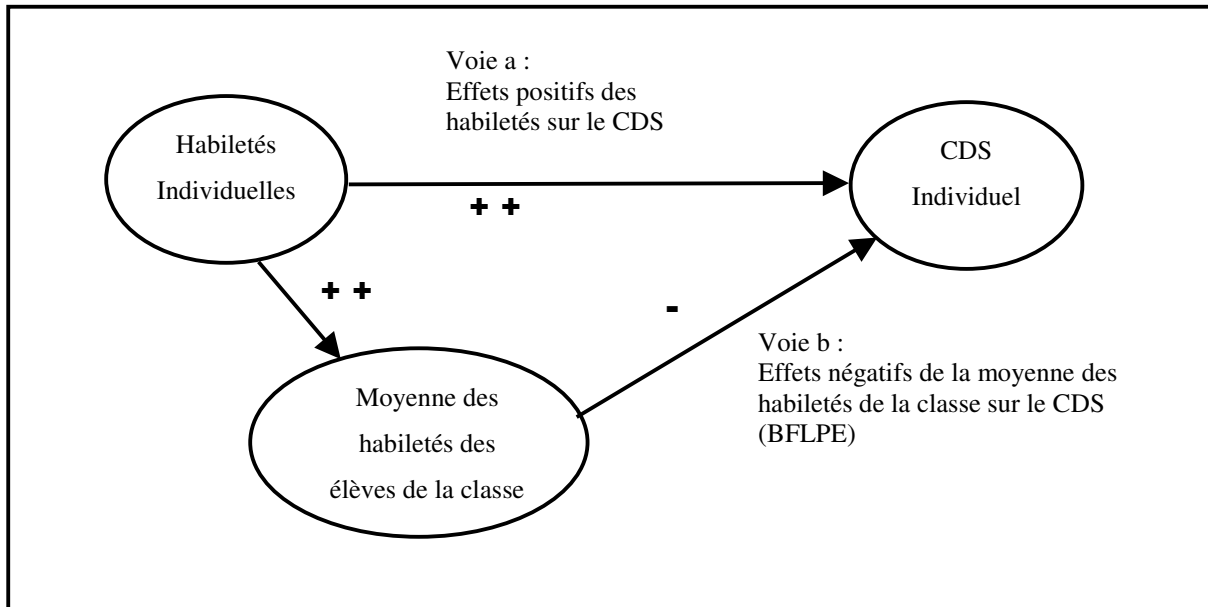 Voie a :
Effets positifs des
habiletés sur le CDS
Habiletés
Individuelles
CDS
Individuel
+ +
+ +
-
Voie b :
Effets négatifs de la moyenne des
habiletés de la classe sur le CDS
(BFLPE)
Moyenne des
habiletés des
élèves de la classe